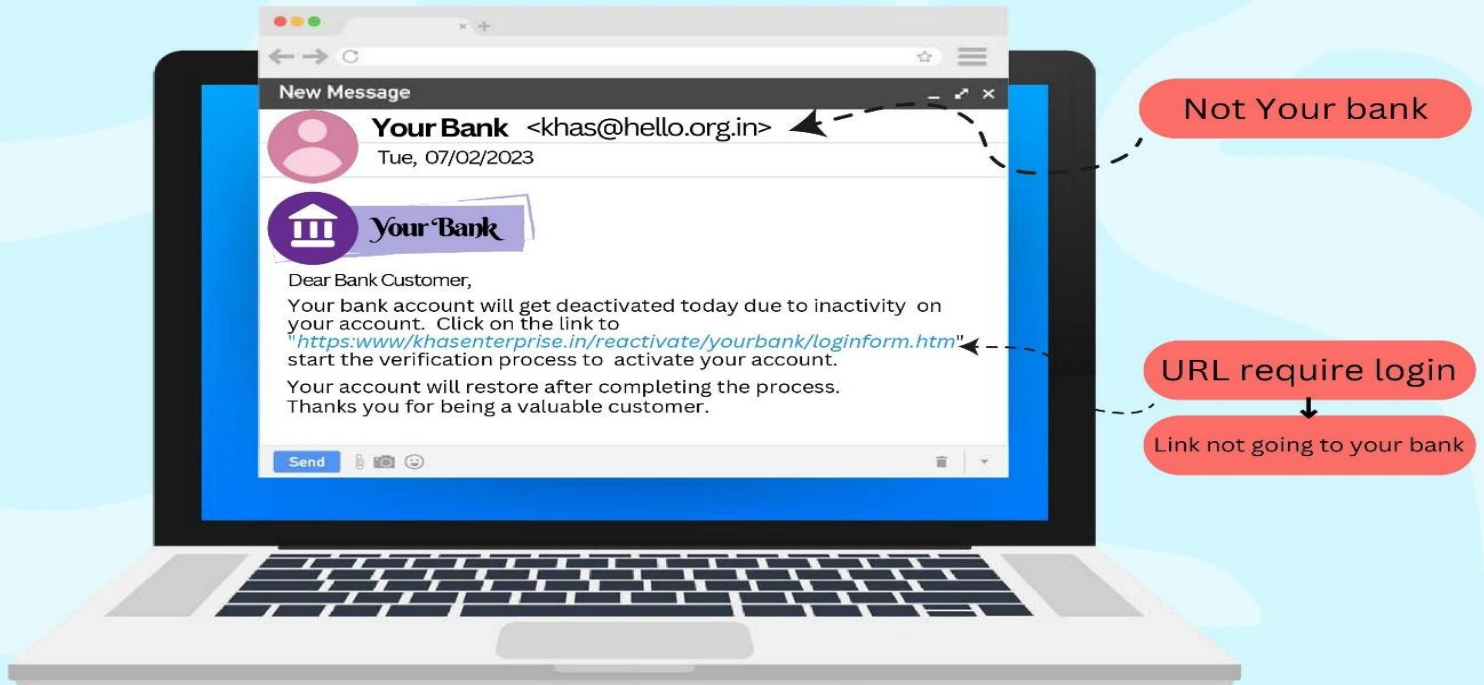 New Message
Your Bank <khas@hello.org.in>
Tue, 07/02/2023
Your Bank
Dear Bank Customer,
Your bank account will get deactivated today due to inactivity on
your account. Click on the link to
"https:www/khasenterprise.in/reactivate/yourbank/loginform.htm"
start the verification process to activate your account.
Your account will restore after completing the process.
Thanks you for being a valuable customer.
Send
Not Your bank
URL require login
Link not going to your bank